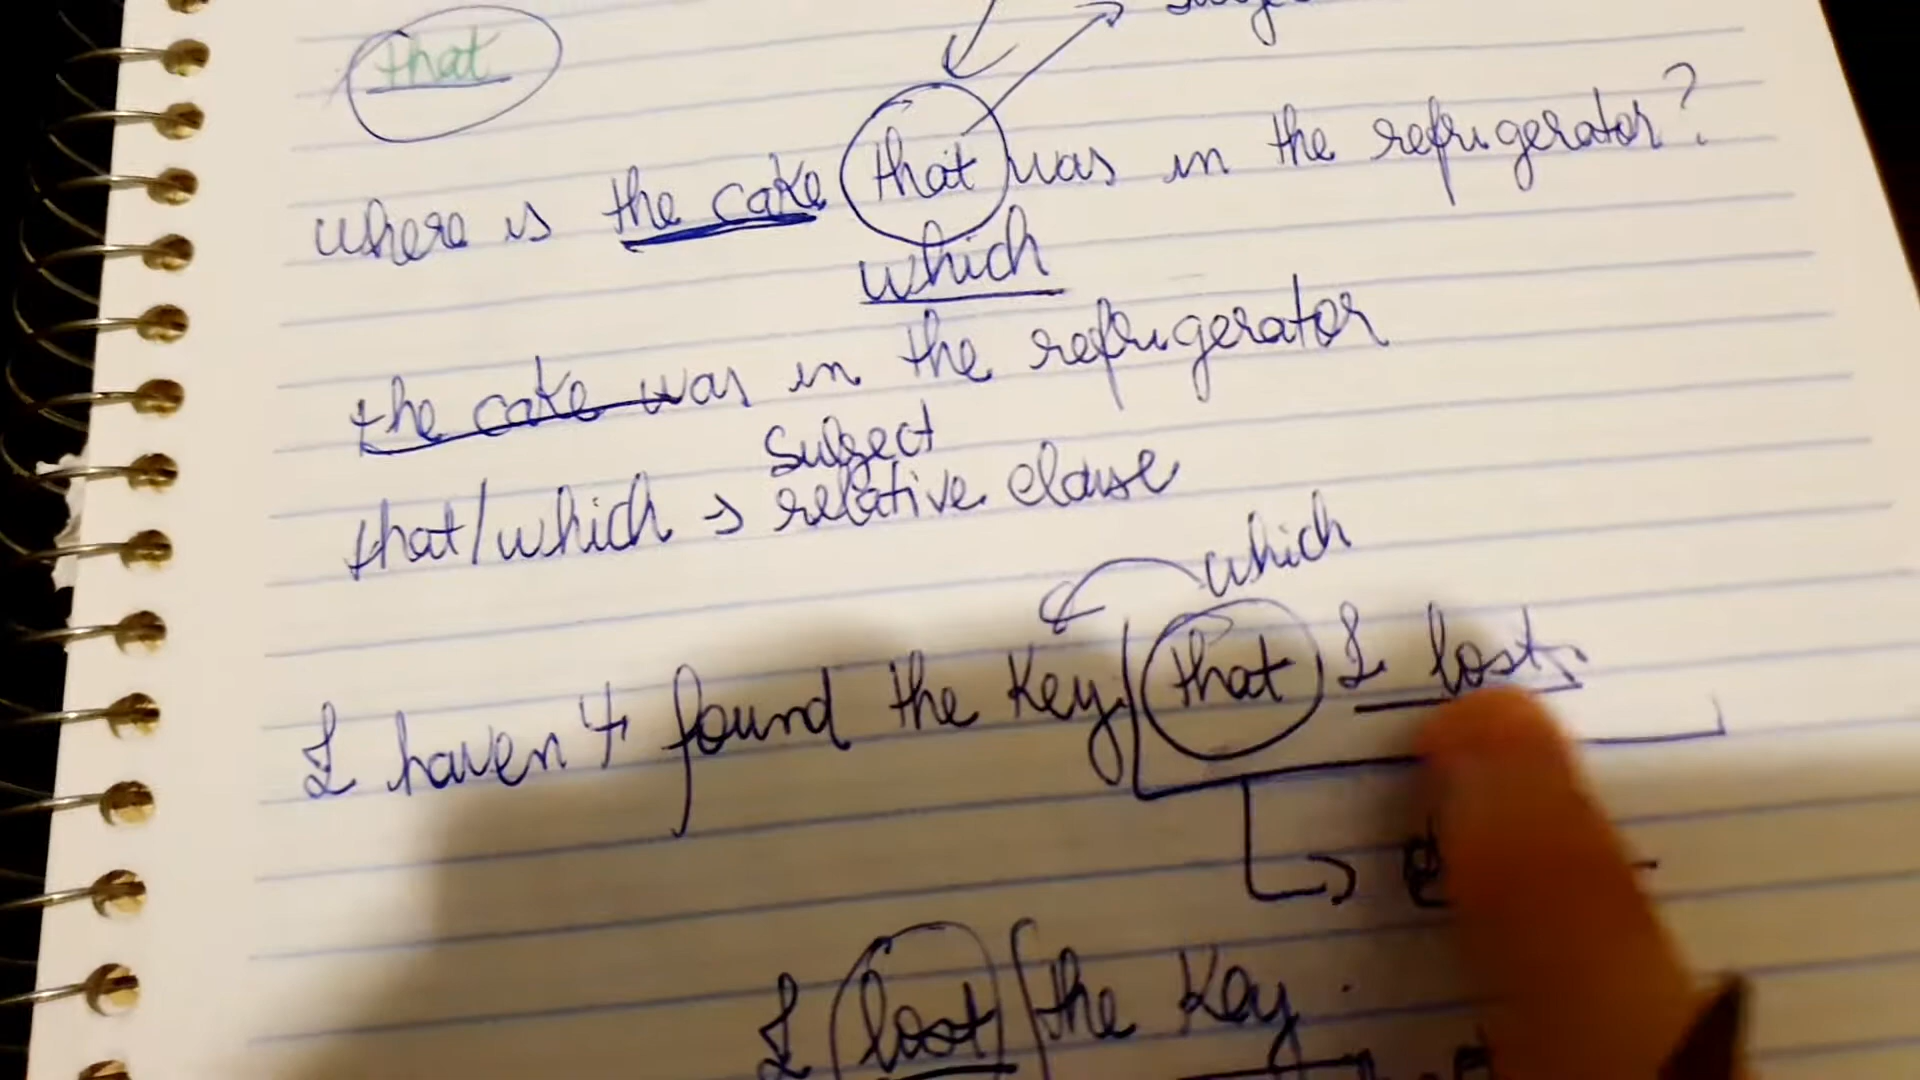 that
where is the cake that was in the refrigerator?
which
the cake was in the refrigerator
subject
that/which → relative clause
which
I haven't found the key that I lost.
I lost the key.